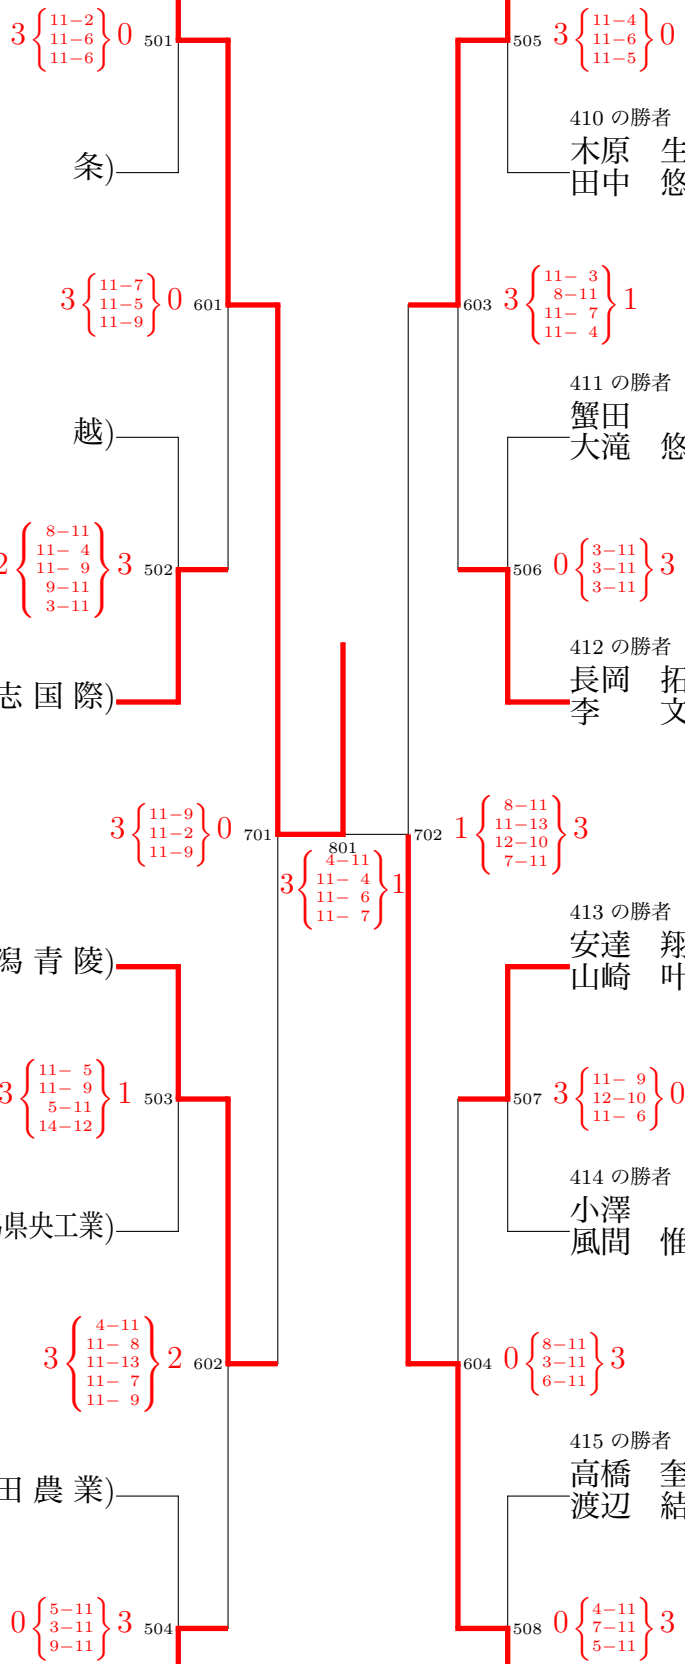 3 11−2 11−6 11−6 0 501
505 3 11−4 11−6 11−5 0
410 の勝者
木原 生
田中 悠
条)
3 11−7 11−5 11−9 0 601
603 3 11− 3 8−11 11− 7 11− 4 1
411 の勝者
蟹田
大滝 悠
越)
2 8−11 11− 4 11− 9 9−11 3−11 3 502
506 0 3−11 3−11 3−11 3
412 の勝者
長岡 拓
李 文
志 国 際)
3 11−9 11−2 11−9 0 701
801
3 4−11 11− 4 11− 6 11− 7 1
702 1 8−11 11−13 12−10 7−11 3
413 の勝者
安達 翔
山崎 叶
潟 青 陵)
3 11− 5 11− 9 5−11 14−12 1 503
507 3 11− 9 12−10 11− 6 0
414 の勝者
小澤
風間 惟
県央工業)
3 4−11 11− 8 11−13 11− 7 11− 9 2 602
604 0 8−11 3−11 6−11 3
415 の勝者
高橋 奎
渡辺 結
田 農 業)
0 5−11 3−11 9−11 3 504
508 0 4−11 7−11 5−11 3